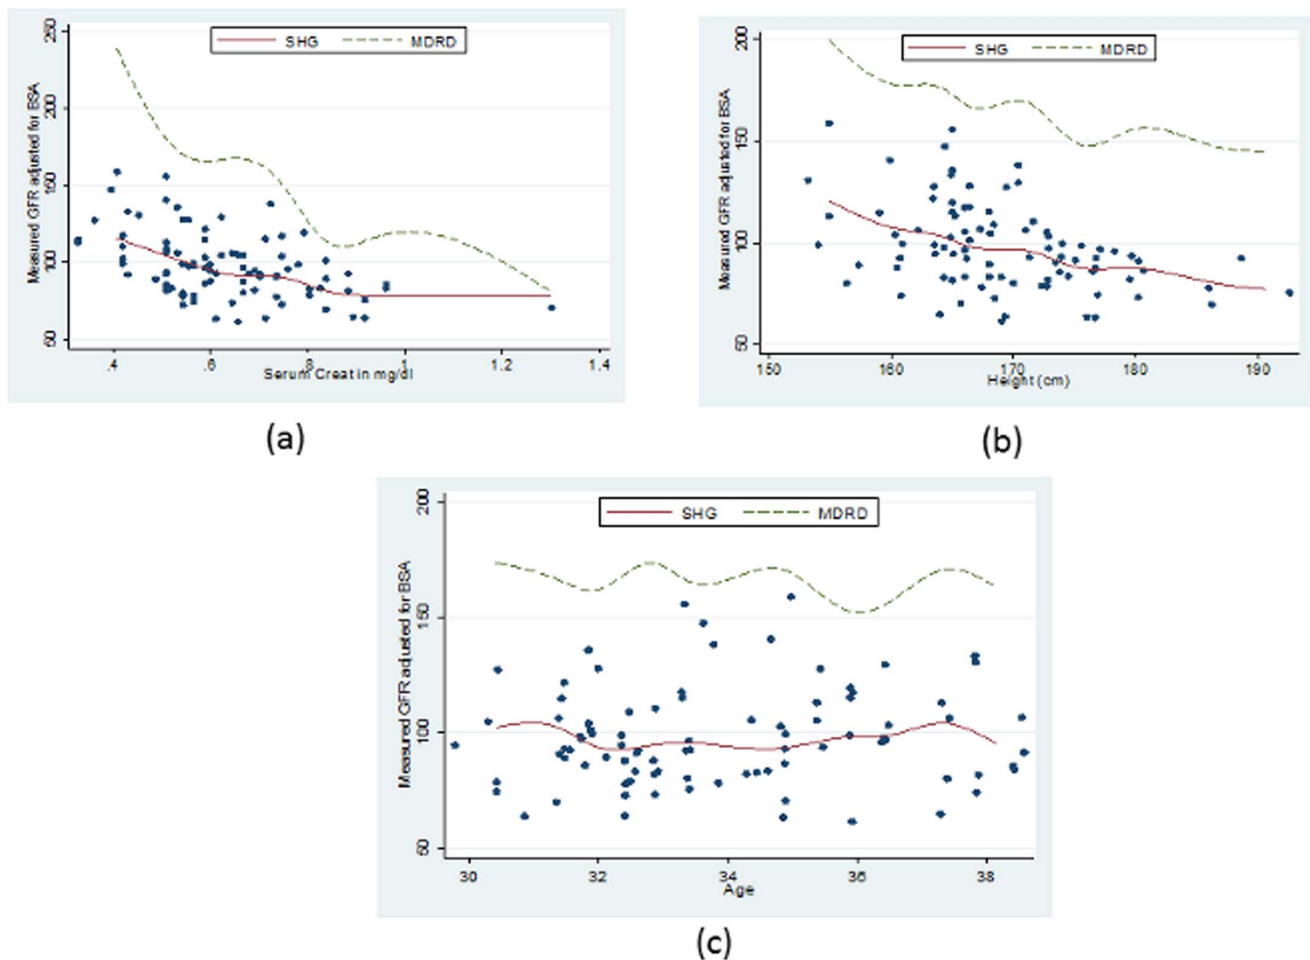 SHG MDRD
Measured GFR adjusted for BSA
250
200
150
100
50
.4 .6 .8 1 1.2 1.4
Serum Creat in mg/dl
(a)
SHG MDRD
Measured GFR adjusted for BSA
200
150
100
50
150 160 170 180 190
Height (cm)
(b)
SHG MDRD
Measured GFR adjusted for BSA
200
150
100
50
30 32 34 36 38
Age
(c)